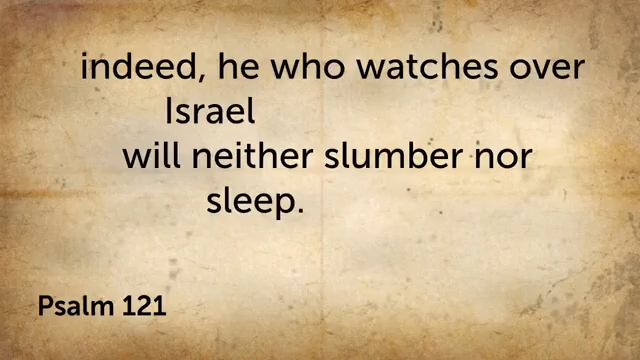 indeed, he who watches over
Israel
will neither slumber nor
sleep.
Psalm 121